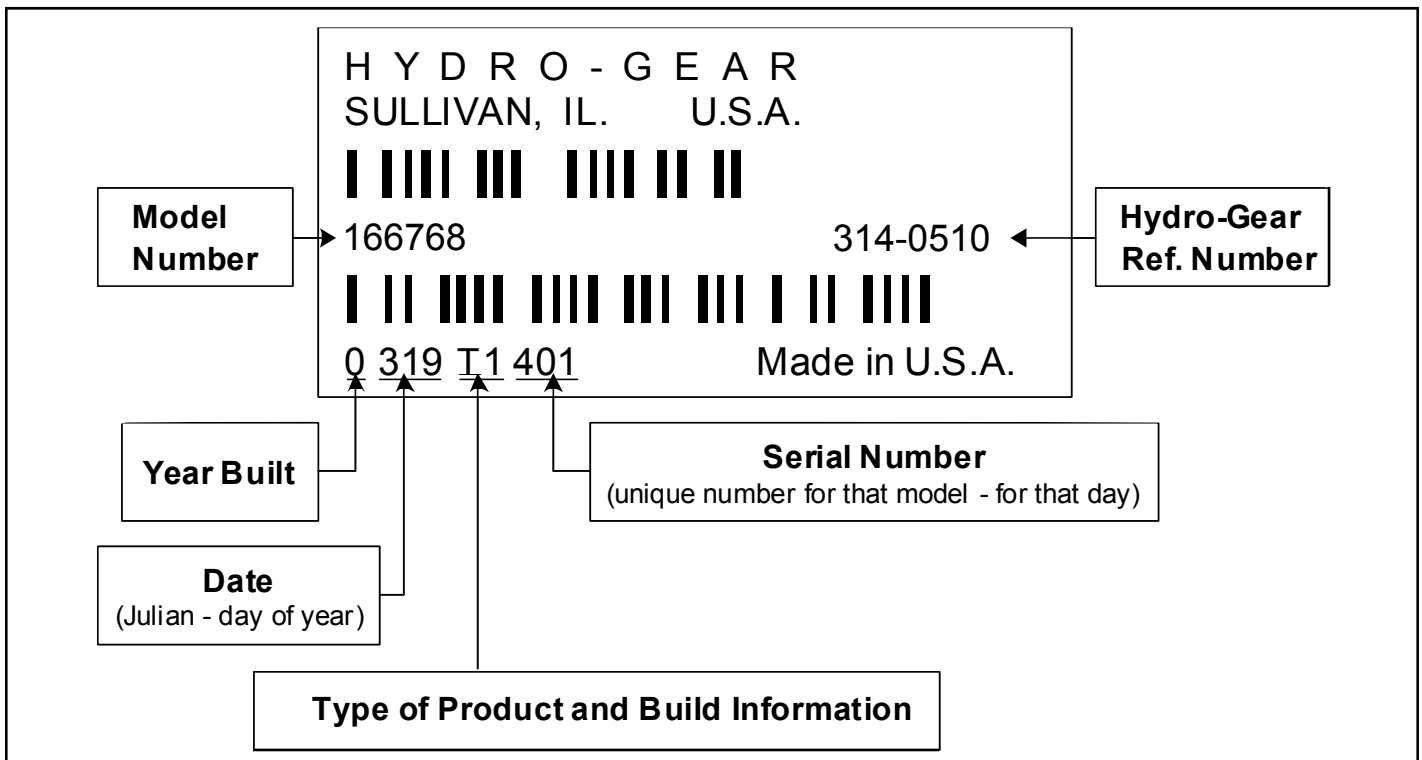 H Y D R O - G E A R
SULLIVAN, IL. U.S.A.
Model
Number
166768
314-0510
Hydro-Gear
Ref. Number
0 319 T1 401
Made in U.S.A.
Year Built
Serial Number
(unique number for that model - for that day)
Date
(Julian - day of year)
Type of Product and Build Information